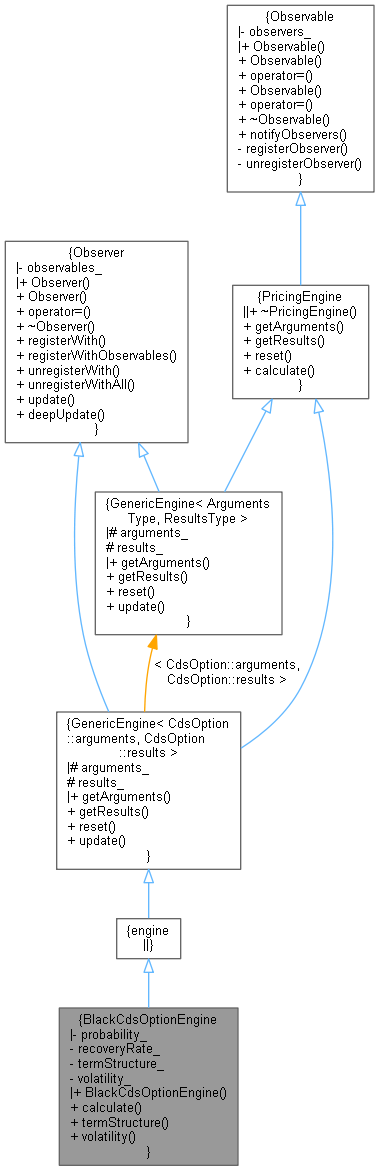 {Observable
|- observers_
|+ Observable()
+ Observable()
+ operator=()
+ Observable()
+ operator=()
+ ~Observable()
+ notifyObservers()
- registerObserver()
- unregisterObserver()
}
{Observer
|- observables_
|+ Observer()
+ Observer()
+ operator=()
+ ~Observer()
+ registerWith()
+ registerWithObservables()
+ unregisterWith()
+ unregisterWithAll()
+ update()
+ deepUpdate()
}
{PricingEngine
||+ ~PricingEngine()
+ getArguments()
+ getResults()
+ reset()
+ calculate()
}
{GenericEngine< Arguments
Type, ResultsType >
|# arguments_
# results_
|+ getArguments()
+ getResults()
+ reset()
+ update()
}
< CdsOption::arguments,
CdsOption::results >
{GenericEngine< CdsOption
::arguments, CdsOption
::results >
|# arguments_
# results_
|+ getArguments()
+ getResults()
+ reset()
+ update()
}
{engine
||}
{BlackCdsOptionEngine
|- probability_
- recoveryRate_
- termStructure_
- volatility_
|+ BlackCdsOptionEngine()
+ calculate()
+ termStructure()
+ volatility()
}